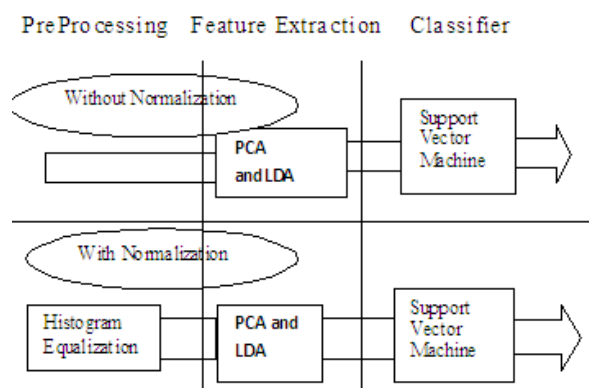 PreProcessing Feature Extraction Classifier
Without Normalization
PCA
and LDA
Support
Vector
Machine
With Normalization
Histogram
Equalization
PCA and
LDA
Support
Vector
Machine